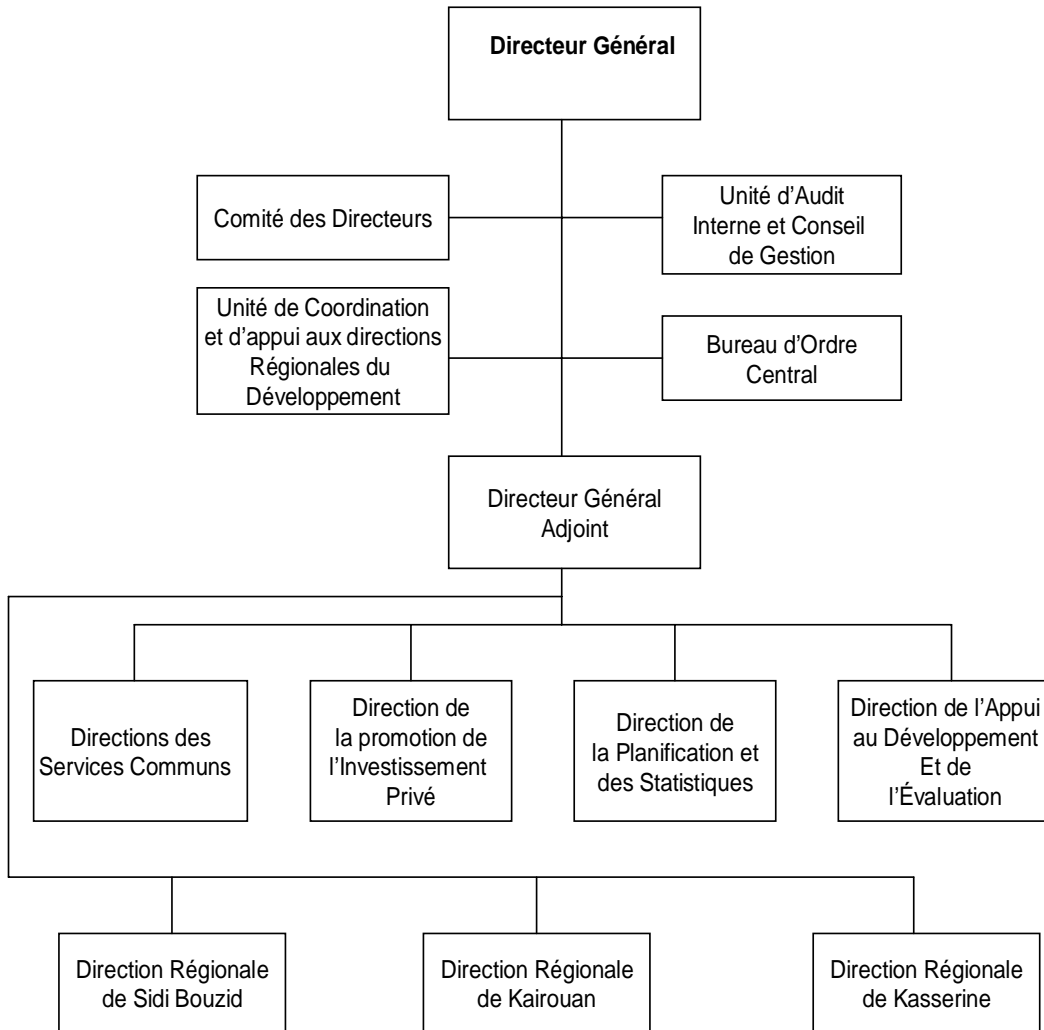 Directeur Général
Comité des Directeurs
Unité d'Audit
Interne et Conseil
de Gestion
Unité de Coordination
et d'appui aux directions
Régionales du
Développement
Bureau d'Ordre
Central
Directeur Général
Adjoint
Directions des
Services Communs
Direction de
la promotion de
l'Investissement
Privé
Direction de
la Planification et
des Statistiques
Direction de l'Appui
au Développement
Et de
l'Évaluation
Direction Régionale
de Sidi Bouzid
Direction Régionale
de Kairouan
Direction Régionale
de Kasserine